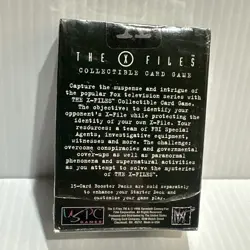 THE X FILES
COLLECTIBLE CARD GAME
Capture the suspense and intrigue of
the popular Fox television series with
THE X-FILES™ Collectible Card Game.
The objective: to identify your
opponent's X-File while protecting the
identity of your own X-File. Your
resources: a team of FBI Special
Agents, investigative equipment,
witnesses and more. The challenge:
overcome conspiracies and government
cover-ups as well as paranormal
phenomena and supernatural activities
as you attempt to solve the mysteries
of THE X-FILES.
15-Card Booster Packs are sold separately
to enhance your Starter Deck and
customize your game play.
US PC
GAMES